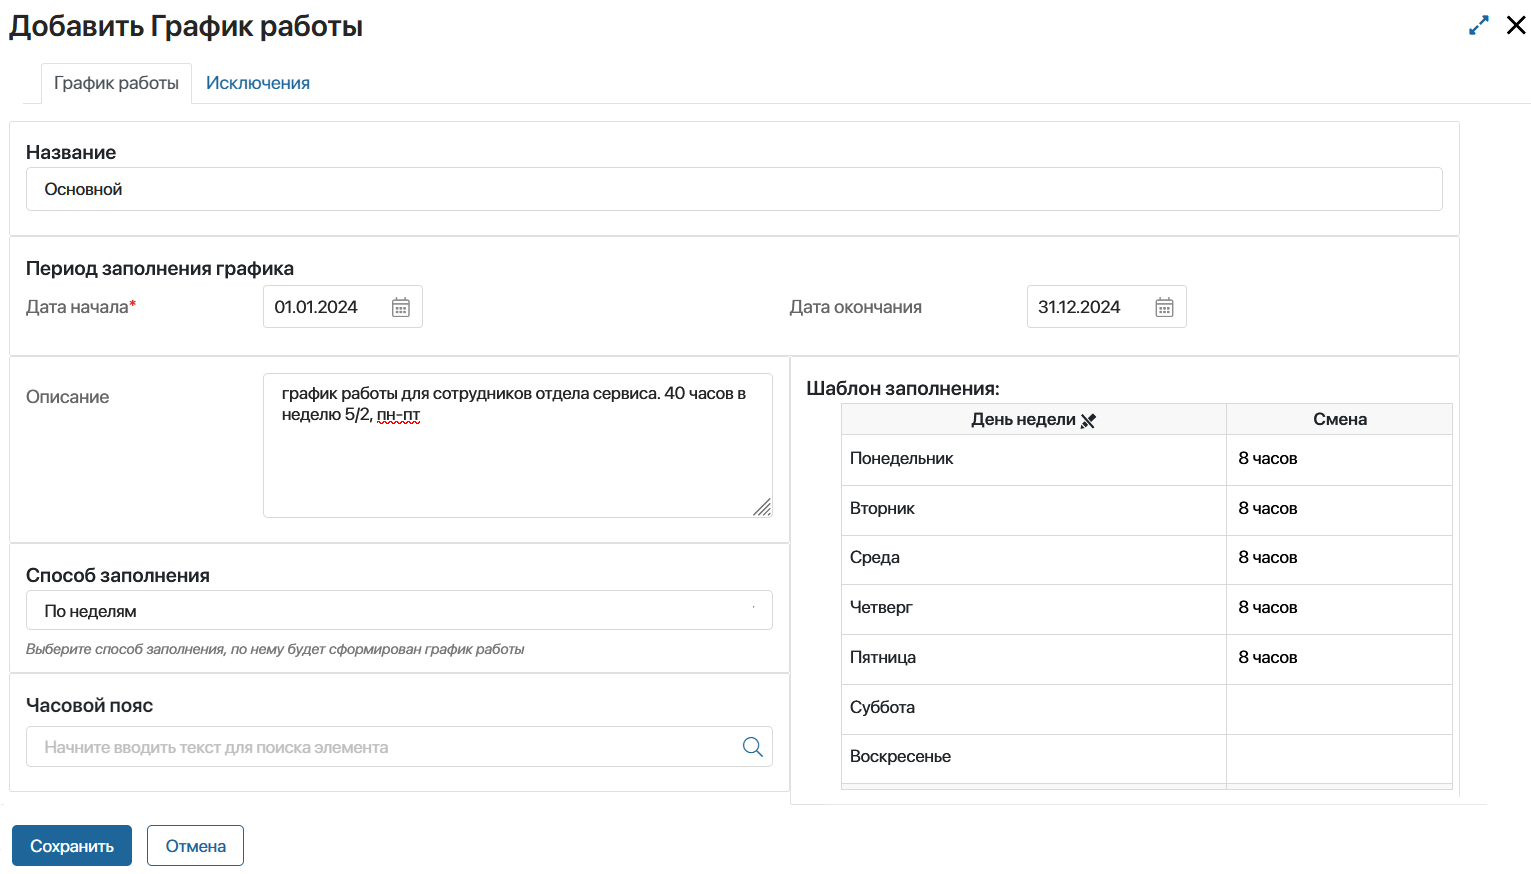 Добавить График работы
График работы
Исключения
Название
Основной
Период заполнения графика
Дата начала*
01.01.2024
Дата окончания
31.12.2024
Описание
график работы для сотрудников отдела сервиса. 40 часов в
неделю 5/2, пн-пт
Способ заполнения
По неделям
Выберите способ заполнения, по нему будет сформирован график работы
Часовой пояс
Начните вводить текст для поиска элемента
Шаблон заполнения:
День недели Смена
Понедельник 8 часов
Вторник 8 часов
Среда 8 часов
Четверг 8 часов
Пятница 8 часов
Суббота
Воскресенье
Сохранить
Отмена